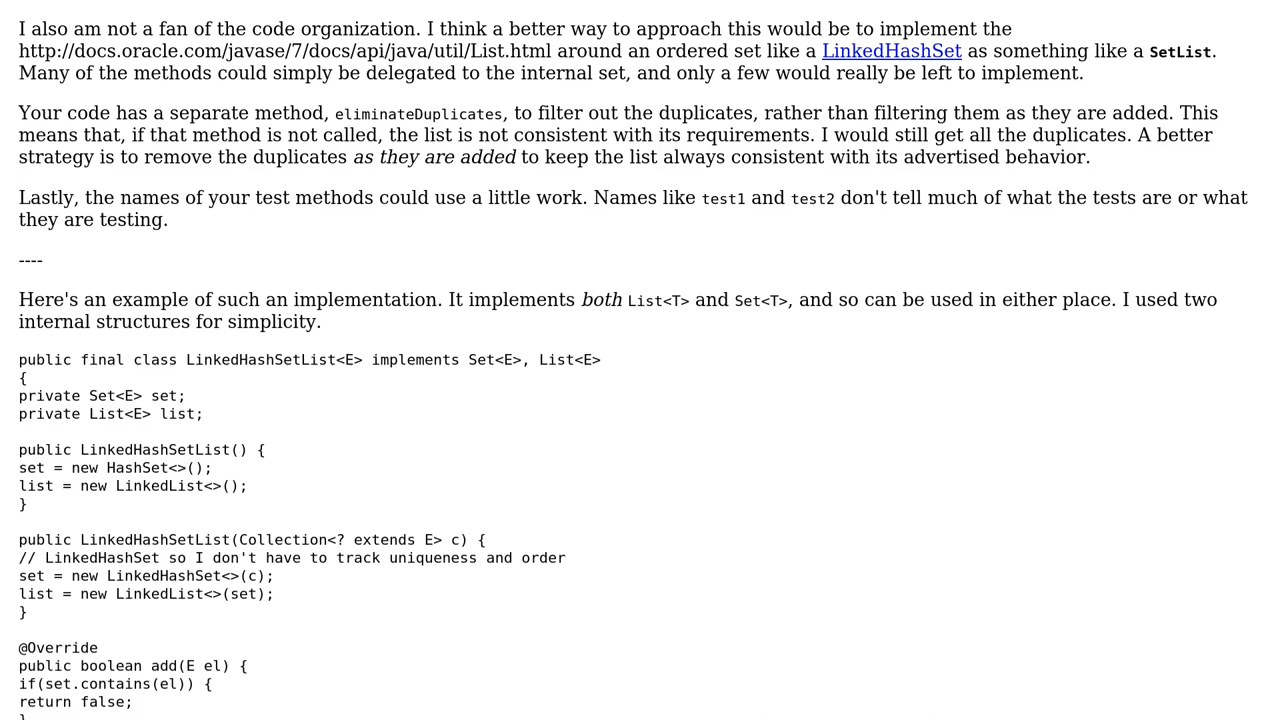 I also am not a fan of the code organization. I think a better way to approach this would be to implement the
http://docs.oracle.com/javase/7/docs/api/java/util/List.html around an ordered set like a LinkedHashSet as something like a SetList.
Many of the methods could simply be delegated to the internal set, and only a few would really be left to implement.
Your code has a separate method, eliminateDuplicates, to filter out the duplicates, rather than filtering them as they are added. This
means that, if that method is not called, the list is not consistent with its requirements. I would still get all the duplicates. A better
strategy is to remove the duplicates as they are added to keep the list always consistent with its advertised behavior.
Lastly, the names of your test methods could use a little work. Names like test1 and test2 don't tell much of what the tests are or what
they are testing.
----
Here's an example of such an implementation. It implements both List<T> and Set<T>, and so can be used in either place. I used two
internal structures for simplicity.
public final class LinkedHashSetList<E> implements Set<E>, List<E>
{
private Set<E> set;
private List<E> list;
public LinkedHashSetList() {
set = new HashSet<>();
list = new LinkedList<>();
}
public LinkedHashSetList(Collection<? extends E> c) {
// LinkedHashSet so I don't have to track uniqueness and order
set = new LinkedHashSet<>(c);
list = new LinkedList<>(set);
}
@Override
public boolean add(E el) {
if(set.contains(el)) {
return false;
}